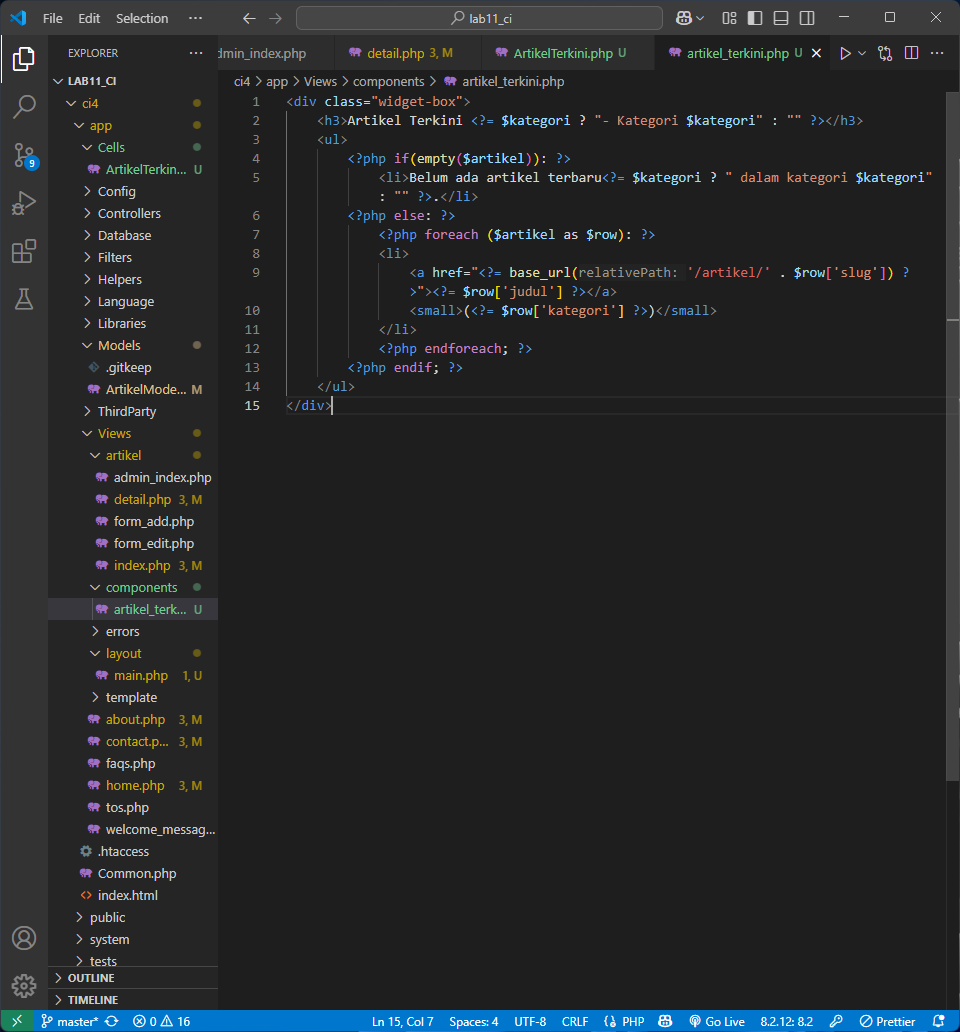 File Edit Selection ··· lab11_ci
EXPLORER ···
LAB11_CI
ci4
app
Cells
ArtikelTerkin... U
Config
Controllers
Database
Filters
Helpers
Language
Libraries
Models
.gitkeep
ArtikelMode... M
ThirdParty
Views
artikel
admin_index.php
detail.php 3, M
form_add.php
form_edit.php
index.php 3, M
components
artikel_terk... U
errors
layout
main.php 1, U
template
about.php 3, M
contact.p... 3, M
faqs.php
home.php 3, M
tos.php
welcome_messag...
.htaccess
Common.php
index.html
public
system
tests
OUTLINE
TIMELINE
9
dmin_index.php detail.php 3, M ArtikelTerkini.php U artikel_terkini.php U ···
ci4 > app > Views > components > artikel_terkini.php
1 <div class="widget-box">
2 <h3>Artikel Terkini <?= $kategori ? "- Kategori $kategori" : "" ?></h3>
3 <ul>
4 <?php if(empty($artikel)): ?>
5 <li>Belum ada artikel terbaru<?= $kategori ? " dalam kategori $kategori"
: "" ?>.</li>
6 <?php else: ?>
7 <?php foreach ($artikel as $row): ?>
8 <li>
9 <a href="<?= base_url(relativePath: '/artikel/' . $row['slug']) ?
>"><?= $row['judul'] ?></a>
10 <small>(<?= $row['kategori'] ?>)</small>
11 </li>
12 <?php endforeach; ?>
13 <?php endif; ?>
14 </ul>
15 </div>
master* 0 16 Ln 15, Col 7 Spaces: 4 UTF-8 CRLF {} PHP Go Live 8.2.12: 8.2 Prettier